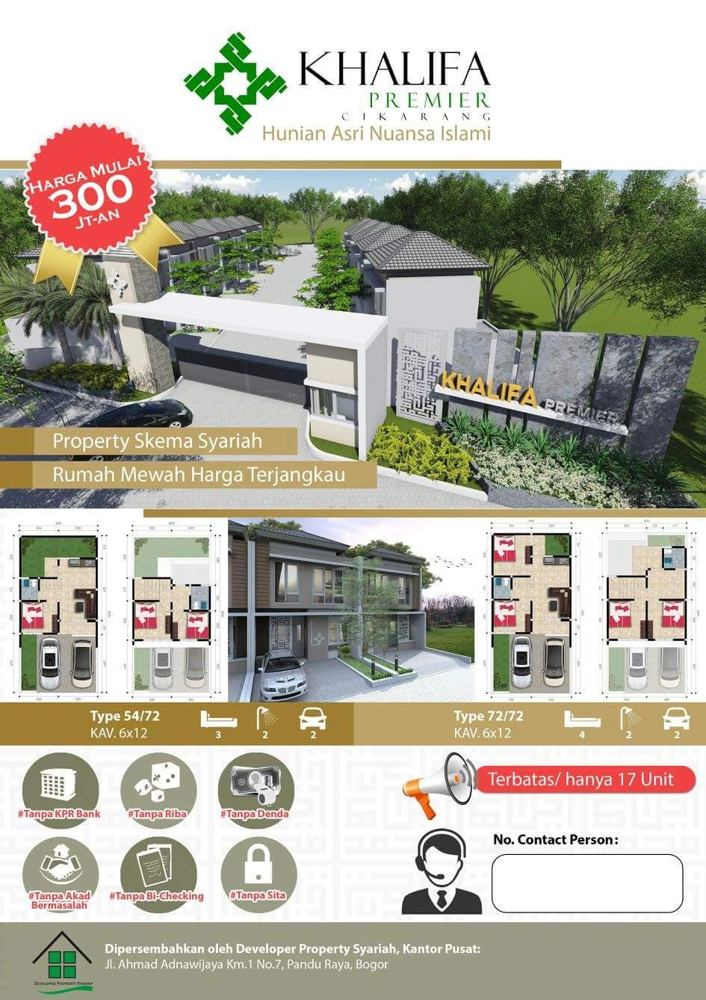 KHALIFA
PREMIER
CIKARANG
Hunian Asri Nuansa Islami
HARGA MULAI
300
JT-AN
KHALIFA PREMIER
Property Skema Syariah
Rumah Mewah Harga Terjangkau
Type 54/72
KAV. 6x12
3
2
2
Type 72/72
KAV. 6x12
4
2
2
#Tanpa KPR Bank
#Tanpa Riba
#Tanpa Denda
#Tanpa Akad
Bermasalah
#Tanpa Bi-Checking
#Tanpa Sita
Terbatas/ hanya 17 Unit
No. Contact Person :
DEVELOPER PROPERTY SYARIAH
Dipersembahkan oleh Developer Property Syariah, Kantor Pusat:
Jl. Ahmad Adnawijaya Km.1 No.7, Pandu Raya, Bogor